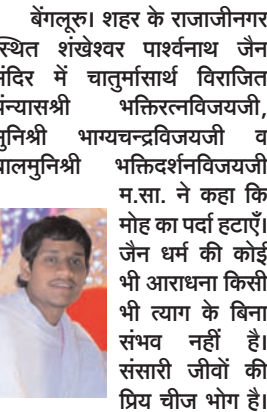 बेंगलूरु। शहर के राजाजीनगर
स्थित शंखेश्वर पार्श्वनाथ जैन
मंदिर में चातुर्मासार्थ विराजित
पंन्यासश्री भक्तिरत्नविजयजी,
मुनिश्री भाग्यचन्द्रविजयजी व
बालमुनिश्री भक्तिदर्शनविजयजी
म.सा. ने कहा कि
मोह का पर्दा हटाएँ।
जैन धर्म की कोई
भी आराधना किसी
भी त्याग के बिना
संभव नहीं है।
संसारी जीवों की
प्रिय चीज भोग है।